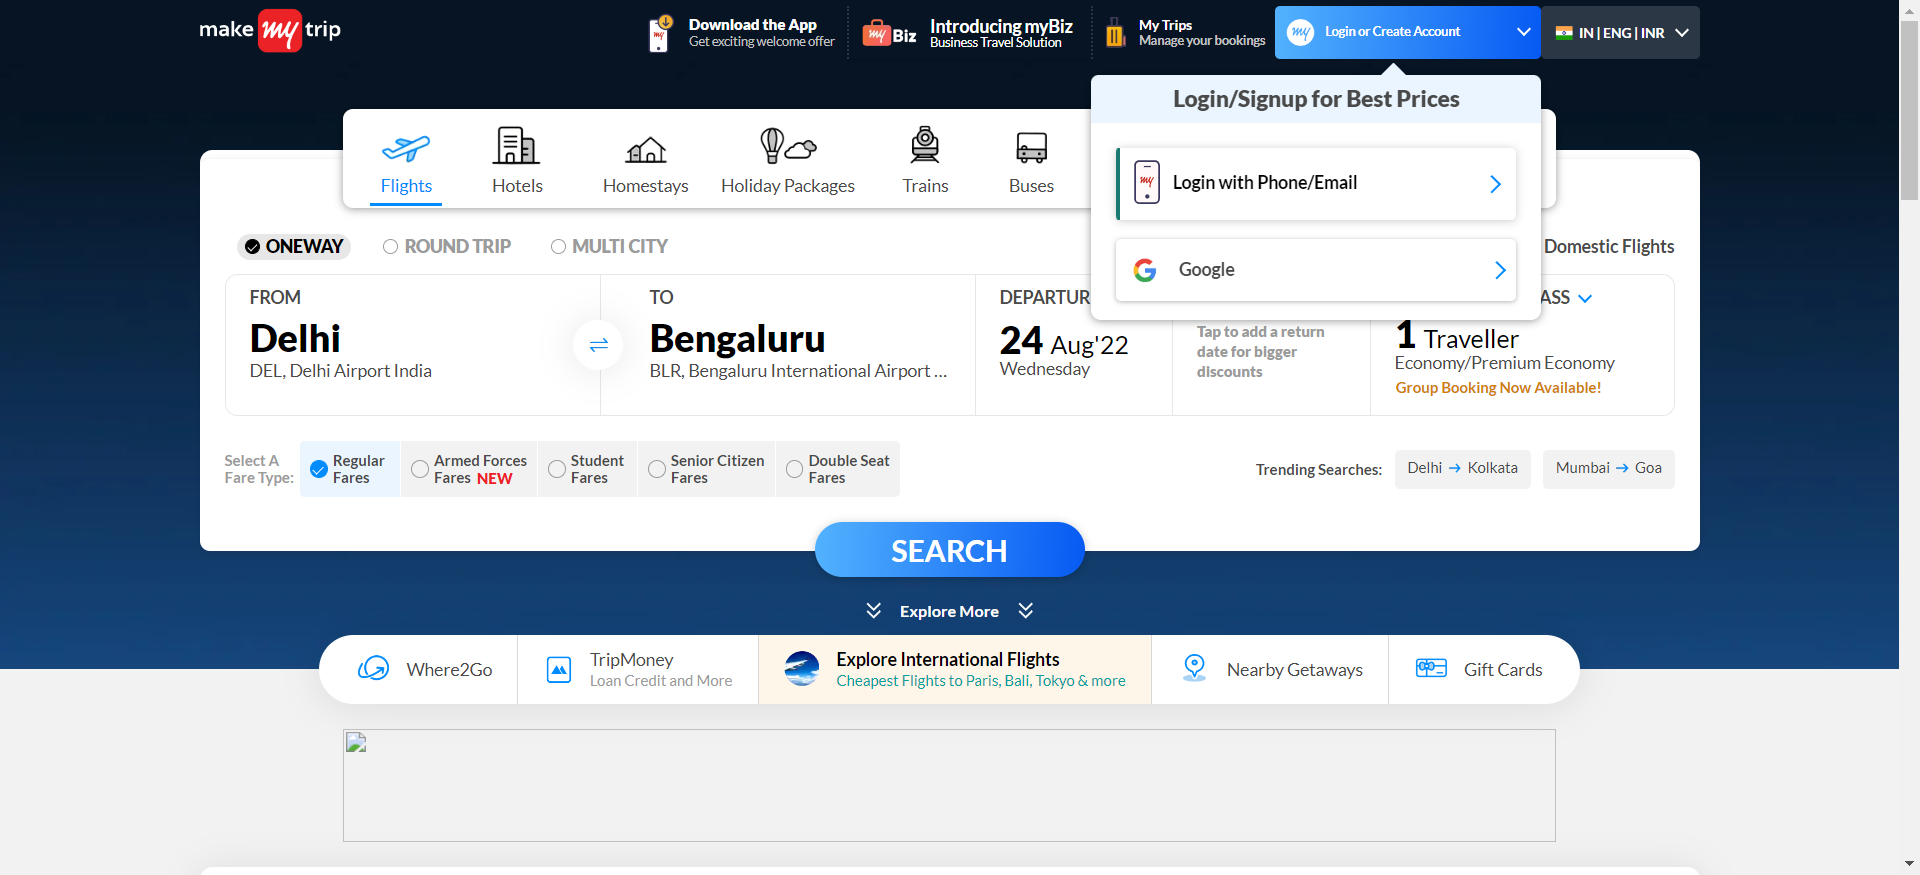 make my trip
Download the App
Get exciting welcome offer
my Biz
Introducing myBiz
Business Travel Solution
My Trips
Manage your bookings
my
Login or Create Account
IN | ENG | INR
Login/Signup for Best Prices
my
Login with Phone/Email
Google
Flights
Hotels
Homestays
Holiday Packages
Trains
Buses
ONEWAY
ROUND TRIP
MULTI CITY
Domestic Flights
FROM
Delhi
DEL, Delhi Airport India
TO
Bengaluru
BLR, Bengaluru International Airport ...
DEPARTUR
24 Aug'22
Wednesday
Tap to add a return
date for bigger
discounts
ASS
1 Traveller
Economy/Premium Economy
Group Booking Now Available!
Select A
Fare Type:
Regular
Fares
Armed Forces
Fares NEW
Student
Fares
Senior Citizen
Fares
Double Seat
Fares
Trending Searches:
Delhi → Kolkata
Mumbai → Goa
SEARCH
Explore More
Where2Go
TripMoney
Loan Credit and More
Explore International Flights
Cheapest Flights to Paris, Bali, Tokyo & more
Nearby Getaways
Gift Cards